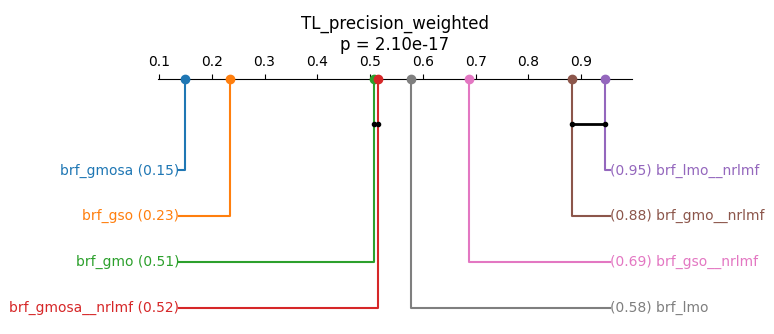 TL_precision_weighted
p = 2.10e-17
0.1 0.2 0.3 0.4 0.5 0.6 0.7 0.8 0.9
brf_gmosa (0.15) (0.95) brf_lmo__nrlmf
brf_gso (0.23) (0.88) brf_gmo__nrlmf
brf_gmo (0.51) (0.69) brf_gso__nrlmf
brf_gmosa__nrlmf (0.52) (0.58) brf_lmo